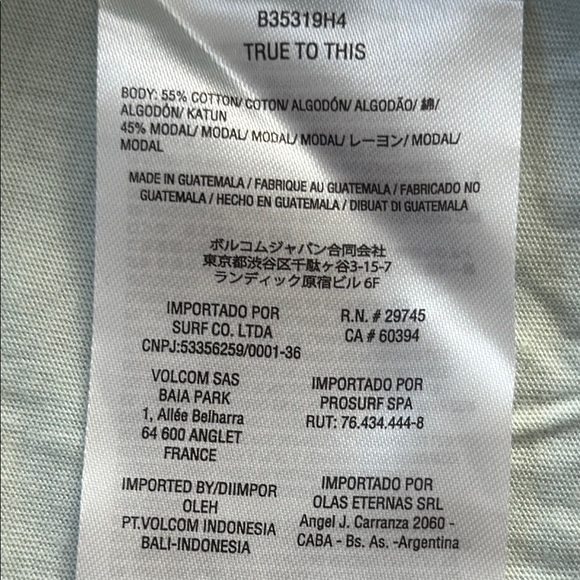 B35319H4
TRUE TO THIS
BODY: 55% COTTON/ COTON/ ALGODÓN/ ALGODÃO/ 綿/
ALGODÓN/ KATUN
45% MODAL/ MODAL/ MODAL/ MODAL/ レーヨン/ MODAL/
MODAL
MADE IN GUATEMALA / FABRIQUE AU GUATEMALA / FABRICADO NO
GUATEMALA / HECHO EN GUATEMALA / DIBUAT DI GUATEMALA
ボルコムジャパン合同会社
東京都渋谷区千駄ヶ谷3-15-7
ランディック原宿ビル 6F
IMPORTADO POR
SURF CO. LTDA
CNPJ:53356259/0001-36
R.N. # 29745
CA # 60394
VOLCOM SAS
BAIA PARK
1, Allée Belharra
64 600 ANGLET
FRANCE
IMPORTADO POR
PROSURF SPA
RUT: 76.434.444-8
IMPORTED BY/DIIMPOR
OLEH
PT.VOLCOM INDONESIA
BALI-INDONESIA
IMPORTADO POR
OLAS ETERNAS SRL
Angel J. Carranza 2060 -
CABA - Bs. As. -Argentina